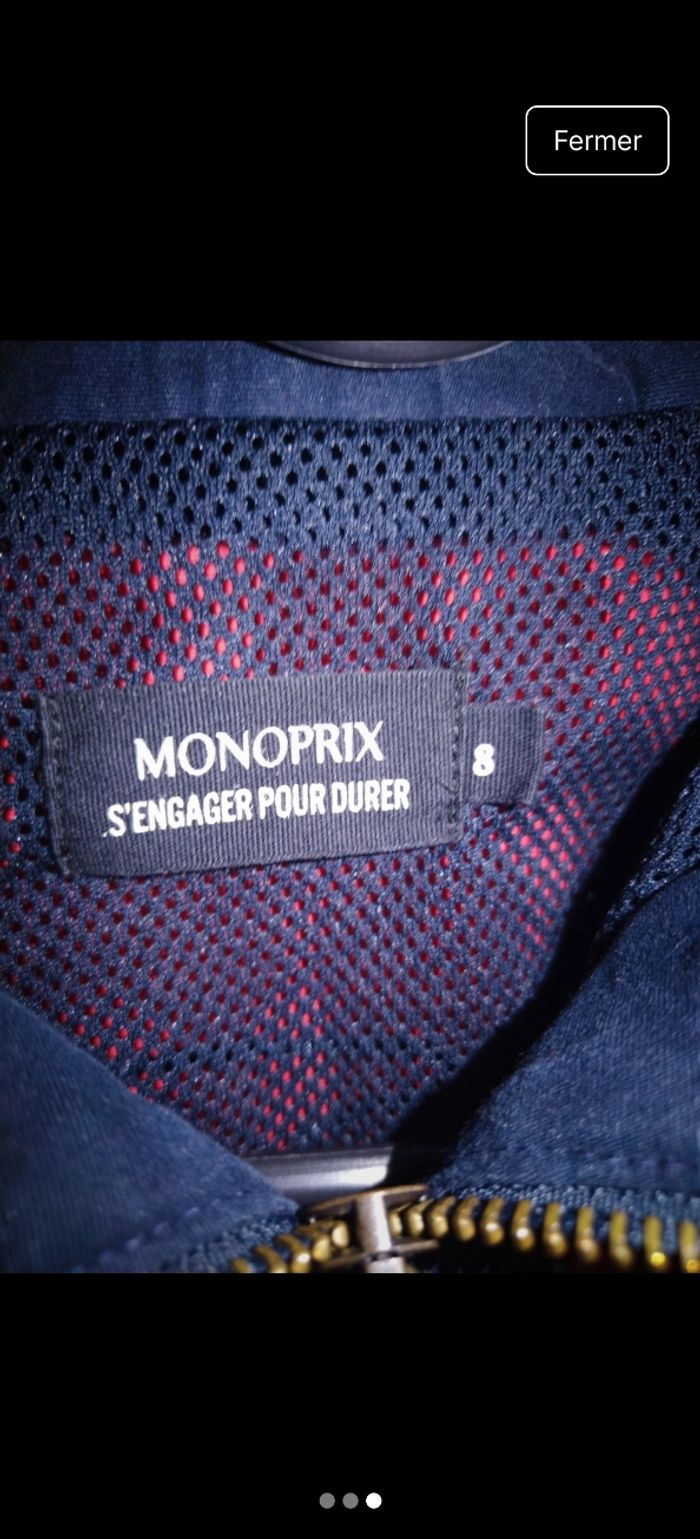 Fermer
MONOPRIX
S'ENGAGER POUR DURER
8